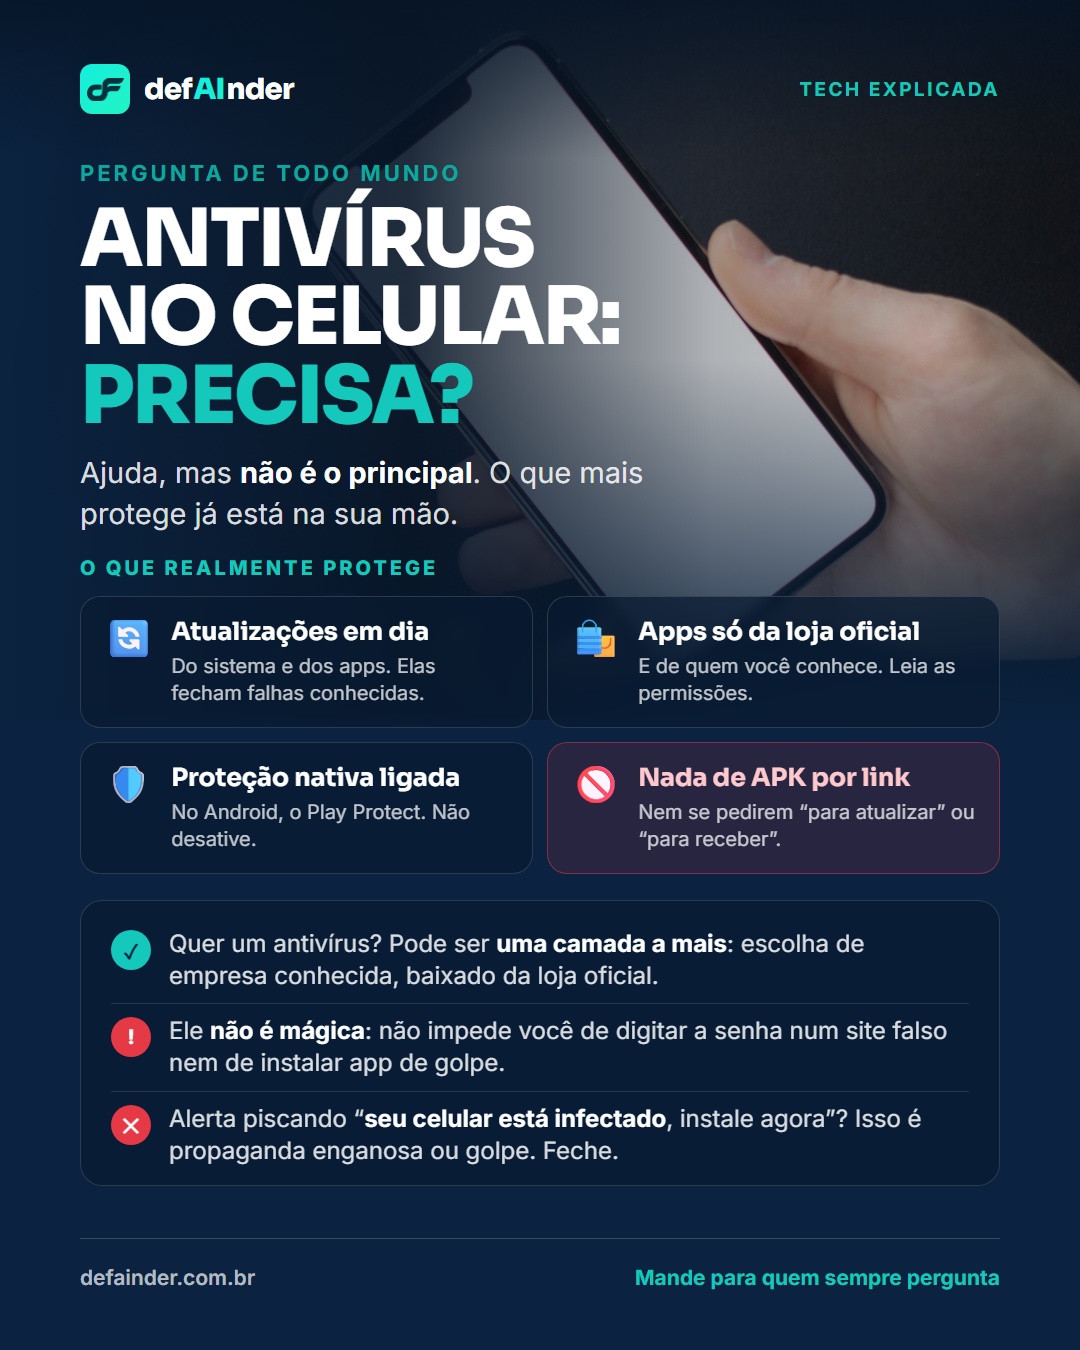 defAInder
TECH EXPLICADA
PERGUNTA DE TODO MUNDO
ANTIVÍRUS
NO CELULAR:
PRECISA?
Ajuda, mas não é o principal. O que mais
protege já está na sua mão.
O QUE REALMENTE PROTEGE
Atualizações em dia
Do sistema e dos apps. Elas
fecham falhas conhecidas.
Apps só da loja oficial
E de quem você conhece. Leia as
permissões.
Proteção nativa ligada
No Android, o Play Protect. Não
desative.
Nada de APK por link
Nem se pedirem “para atualizar” ou
“para receber”.
Quer um antivírus? Pode ser uma camada a mais: escolha de
empresa conhecida, baixado da loja oficial.
Ele não é mágica: não impede você de digitar a senha num site falso
nem de instalar app de golpe.
Alerta piscando “seu celular está infectado, instale agora”? Isso é
propaganda enganosa ou golpe. Feche.
defainder.com.br
Mande para quem sempre pergunta